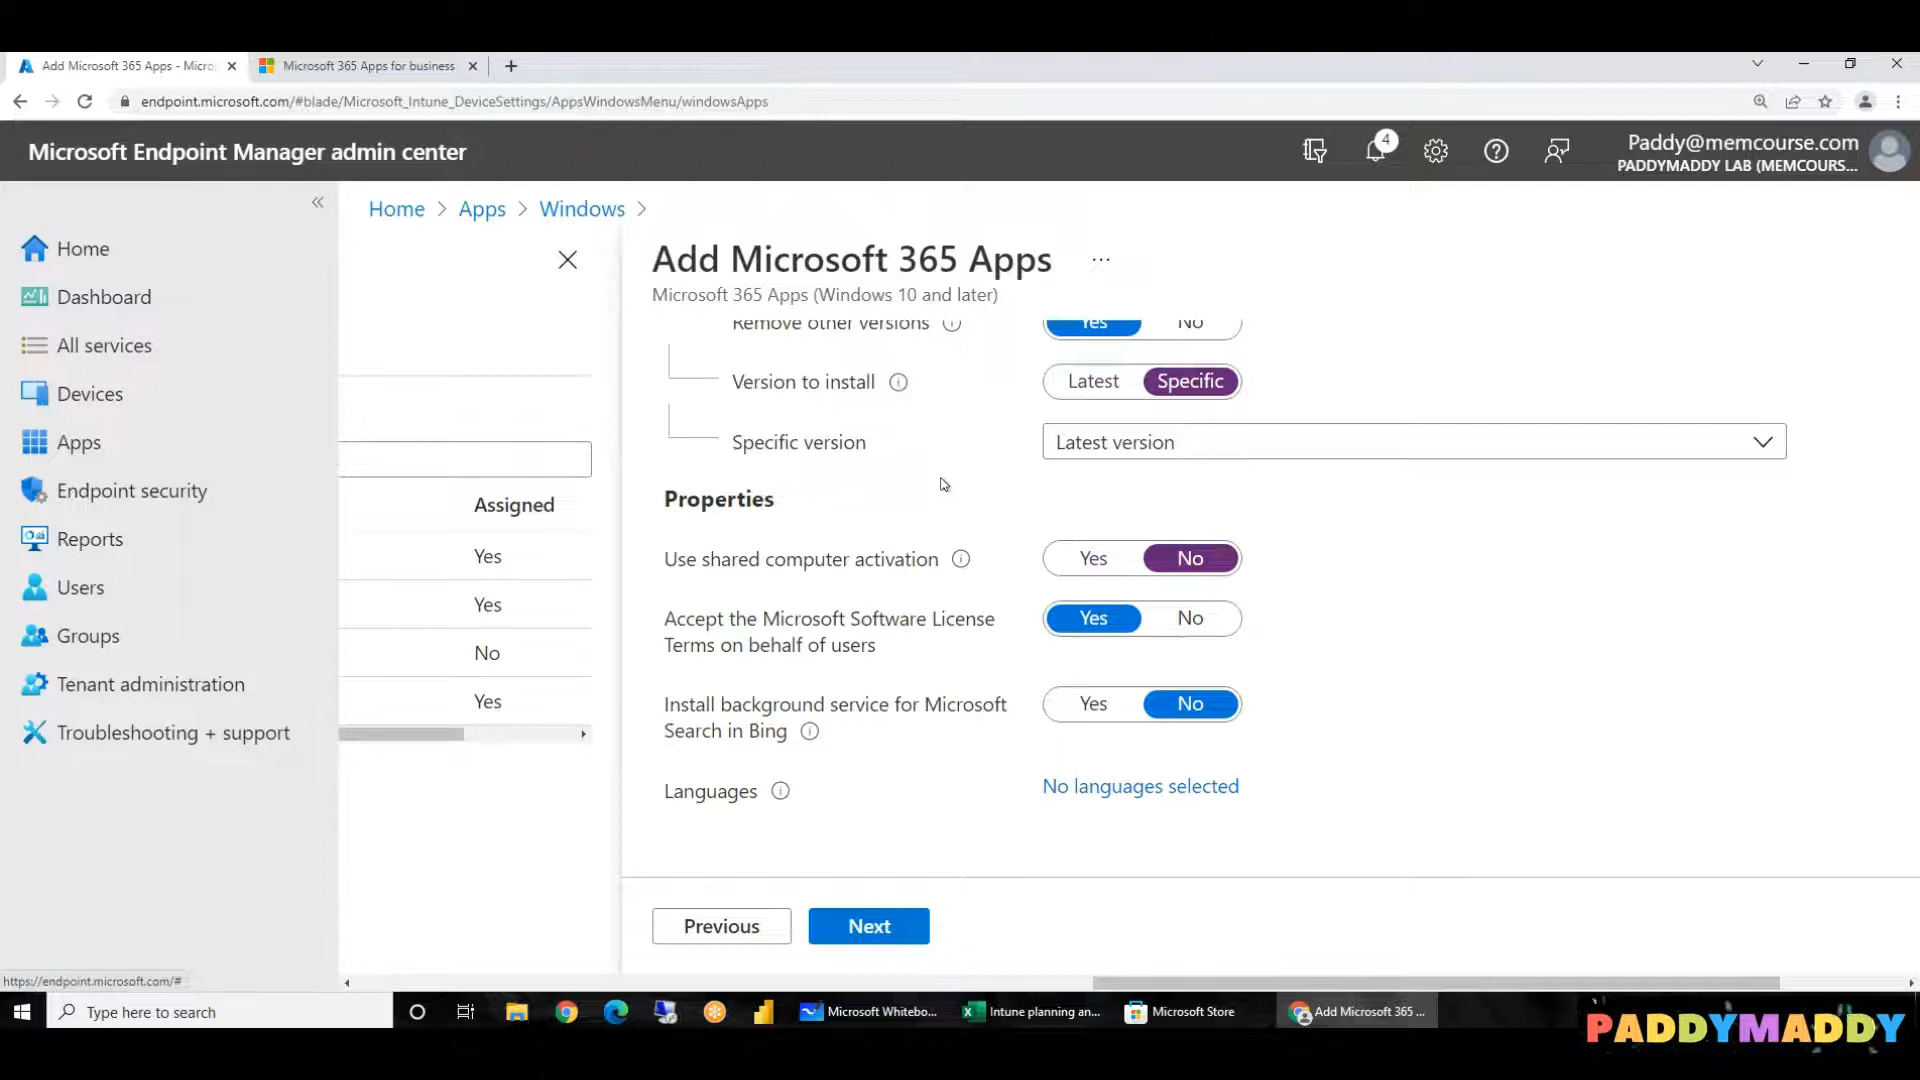 Add Microsoft 365 Apps - Micro
Microsoft 365 Apps for business
endpoint.microsoft.com/#blade/Microsoft_Intune_DeviceSettings/AppsWindowsMenu/windowsApps
Microsoft Endpoint Manager admin center
4
Paddy@memcourse.com
PADDYMADDY LAB (MEMCOURS...
Home
Dashboard
All services
Devices
Apps
Endpoint security
Reports
Users
Groups
Tenant administration
Troubleshooting + support
Home > Apps > Windows >
Assigned
Yes
Yes
No
Yes
Add Microsoft 365 Apps ...
Microsoft 365 Apps (Windows 10 and later)
Remove other versions Yes No
Version to install Latest Specific
Specific version Latest version
Properties
Use shared computer activation Yes No
Accept the Microsoft Software License
Terms on behalf of users
Yes No
Install background service for Microsoft
Search in Bing
Yes No
Languages No languages selected
Previous Next
https://endpoint.microsoft.com/#
Type here to search
Microsoft Whitebo...
Intune planning an...
Microsoft Store
Add Microsoft 365 ...
PADDYMADDY